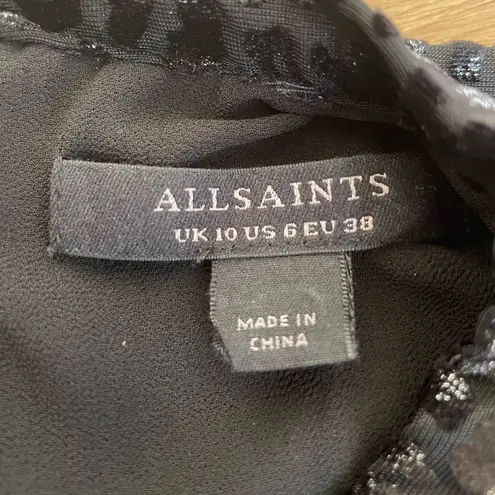 ALLSAINTS
UK 10 US 6 EU 38
MADE IN
CHINA